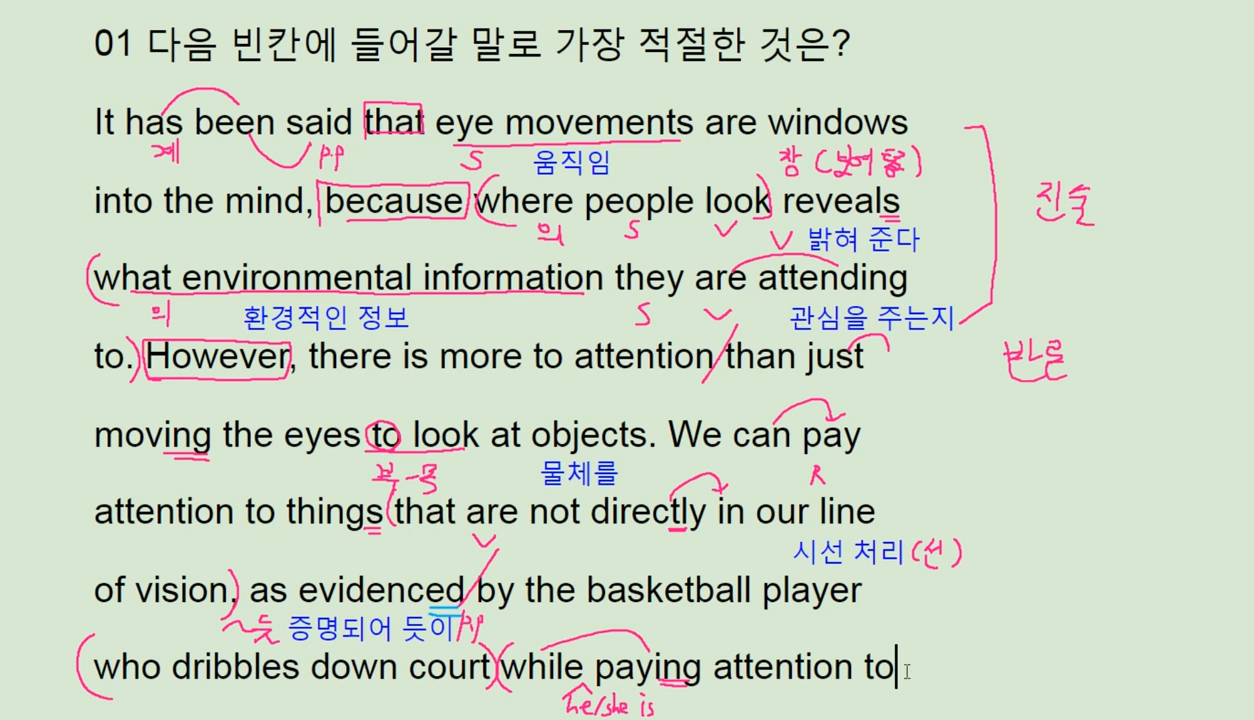 01 다음 빈칸에 들어갈 말로 가장 적절한 것은?
It has been said that eye movements are windows
계 p.p S 움직임 창 (보여 줌)
into the mind, because where people look reveals
진술
의 S V V 밝혀 준다
what environmental information they are attending
의 환경적인 정보 S V 관심을 주는지
to. However, there is more to attention than just
반론
moving the eyes to look at objects. We can pay
부-목 물체를 R
attention to things that are not directly in our line
V 시선 처리(선)
of vision, as evidenced by the basketball player
~듯 증명되어 듯이 p.p
who dribbles down court while paying attention to
he/she is